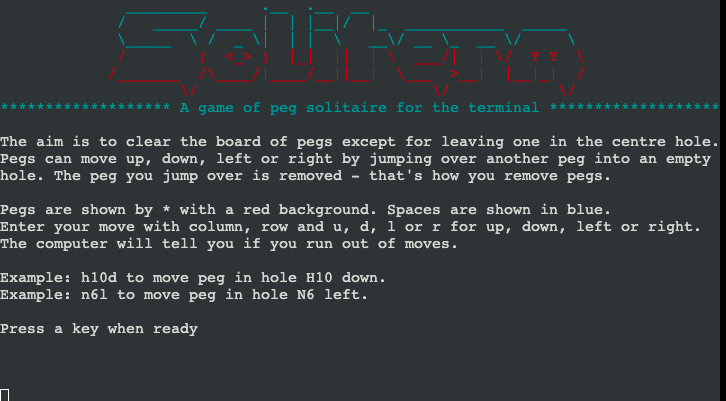 Soliterm
******************* A game of peg solitaire for the terminal *******************
The aim is to clear the board of pegs except for leaving one in the centre hole.
Pegs can move up, down, left or right by jumping over another peg into an empty
hole. The peg you jump over is removed - that's how you remove pegs.
Pegs are shown by * with a red background. Spaces are shown in blue.
Enter your move with column, row and u, d, l or r for up, down, left or right.
The computer will tell you if you run out of moves.
Example: h10d to move peg in hole H10 down.
Example: n6l to move peg in hole N6 left.
Press a key when ready